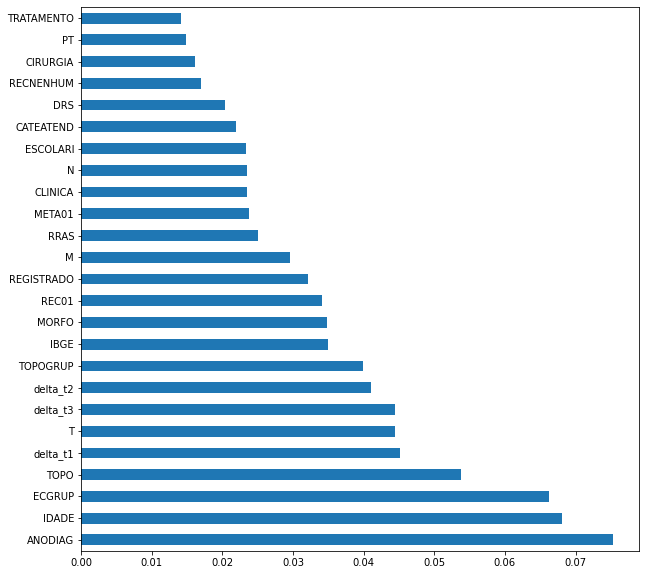 TRATAMENTO
PT
CIRURGIA
RECNENHUM
DRS
CATEATEND
ESCOLARI
N
CLINICA
META01
RRAS
M
REGISTRADO
REC01
MORFO
IBGE
TOPOGRUP
delta_t2
delta_t3
T
delta_t1
TOPO
ECGRUP
IDADE
ANODIAG
0.00 0.01 0.02 0.03 0.04 0.05 0.06 0.07